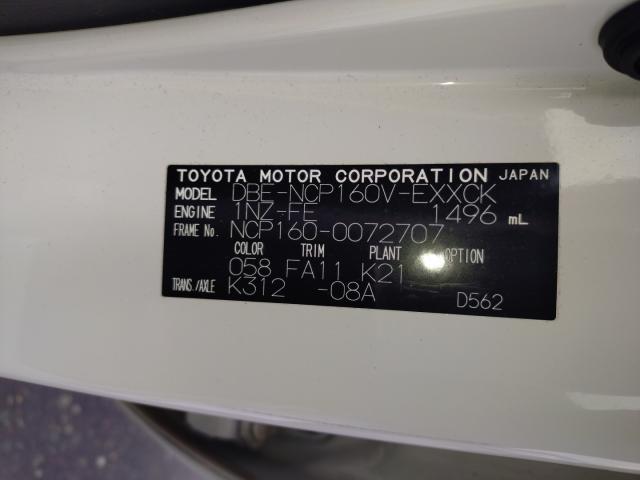 TOYOTA MOTOR CORPORATION JAPAN
MODEL DBE-NCP160V-EXXCK
ENGINE 1NZ-FE 1496 mL
FRAME No. NCP160-0072707
COLOR TRIM PLANT OPTION
058 FA11 K21
TRANS./AXLE K312 -08A D562